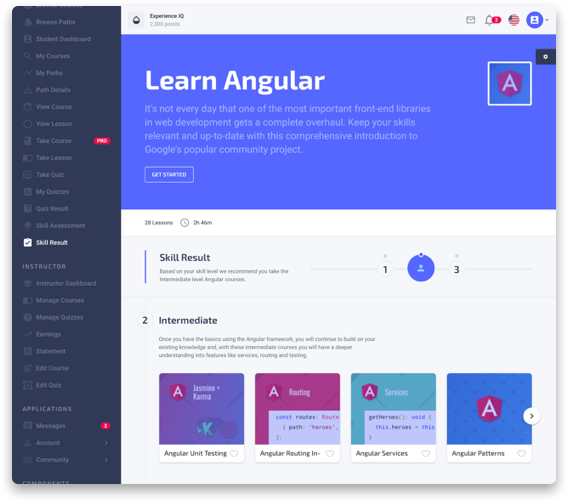 Browse Paths
Student Dashboard
My Courses
My Paths
Path Details
View Course
View Lesson
Take Course PRO
Take Lesson
Take Quiz
My Quizzes
Quiz Result
Skill Assessment
Skill Result
INSTRUCTOR
Instructor Dashboard
Manage Courses
Manage Quizzes
Earnings
Statement
Edit Course
Edit Quiz
APPLICATIONS
Messages 3
Account
Community
Experience IQ
2,300 points
2
Learn Angular
It's not every day that one of the most important front-end libraries
in web development gets a complete overhaul. Keep your skills
relevant and up-to-date with this comprehensive introduction to
Google's popular community project.
GET STARTED
28 Lessons 2h 46m
Skill Result
Based on your skill level we recommend you take the
Intermediate level Angular courses.
1 3
2 Intermediate
Once you have the basics using the Angular framework, you will continue to build on your
existing knowledge and, with these intermediate courses you will have a deeper
understanding into features like services, routing and testing.
Jasmine +
Karma
Angular Unit Testing
Routing
const routes: Route
{ path: 'heroes',
];
Angular Routing In-
Services
getHeroes(): void {
this.heroes = this
}
Angular Services
Angular Patterns